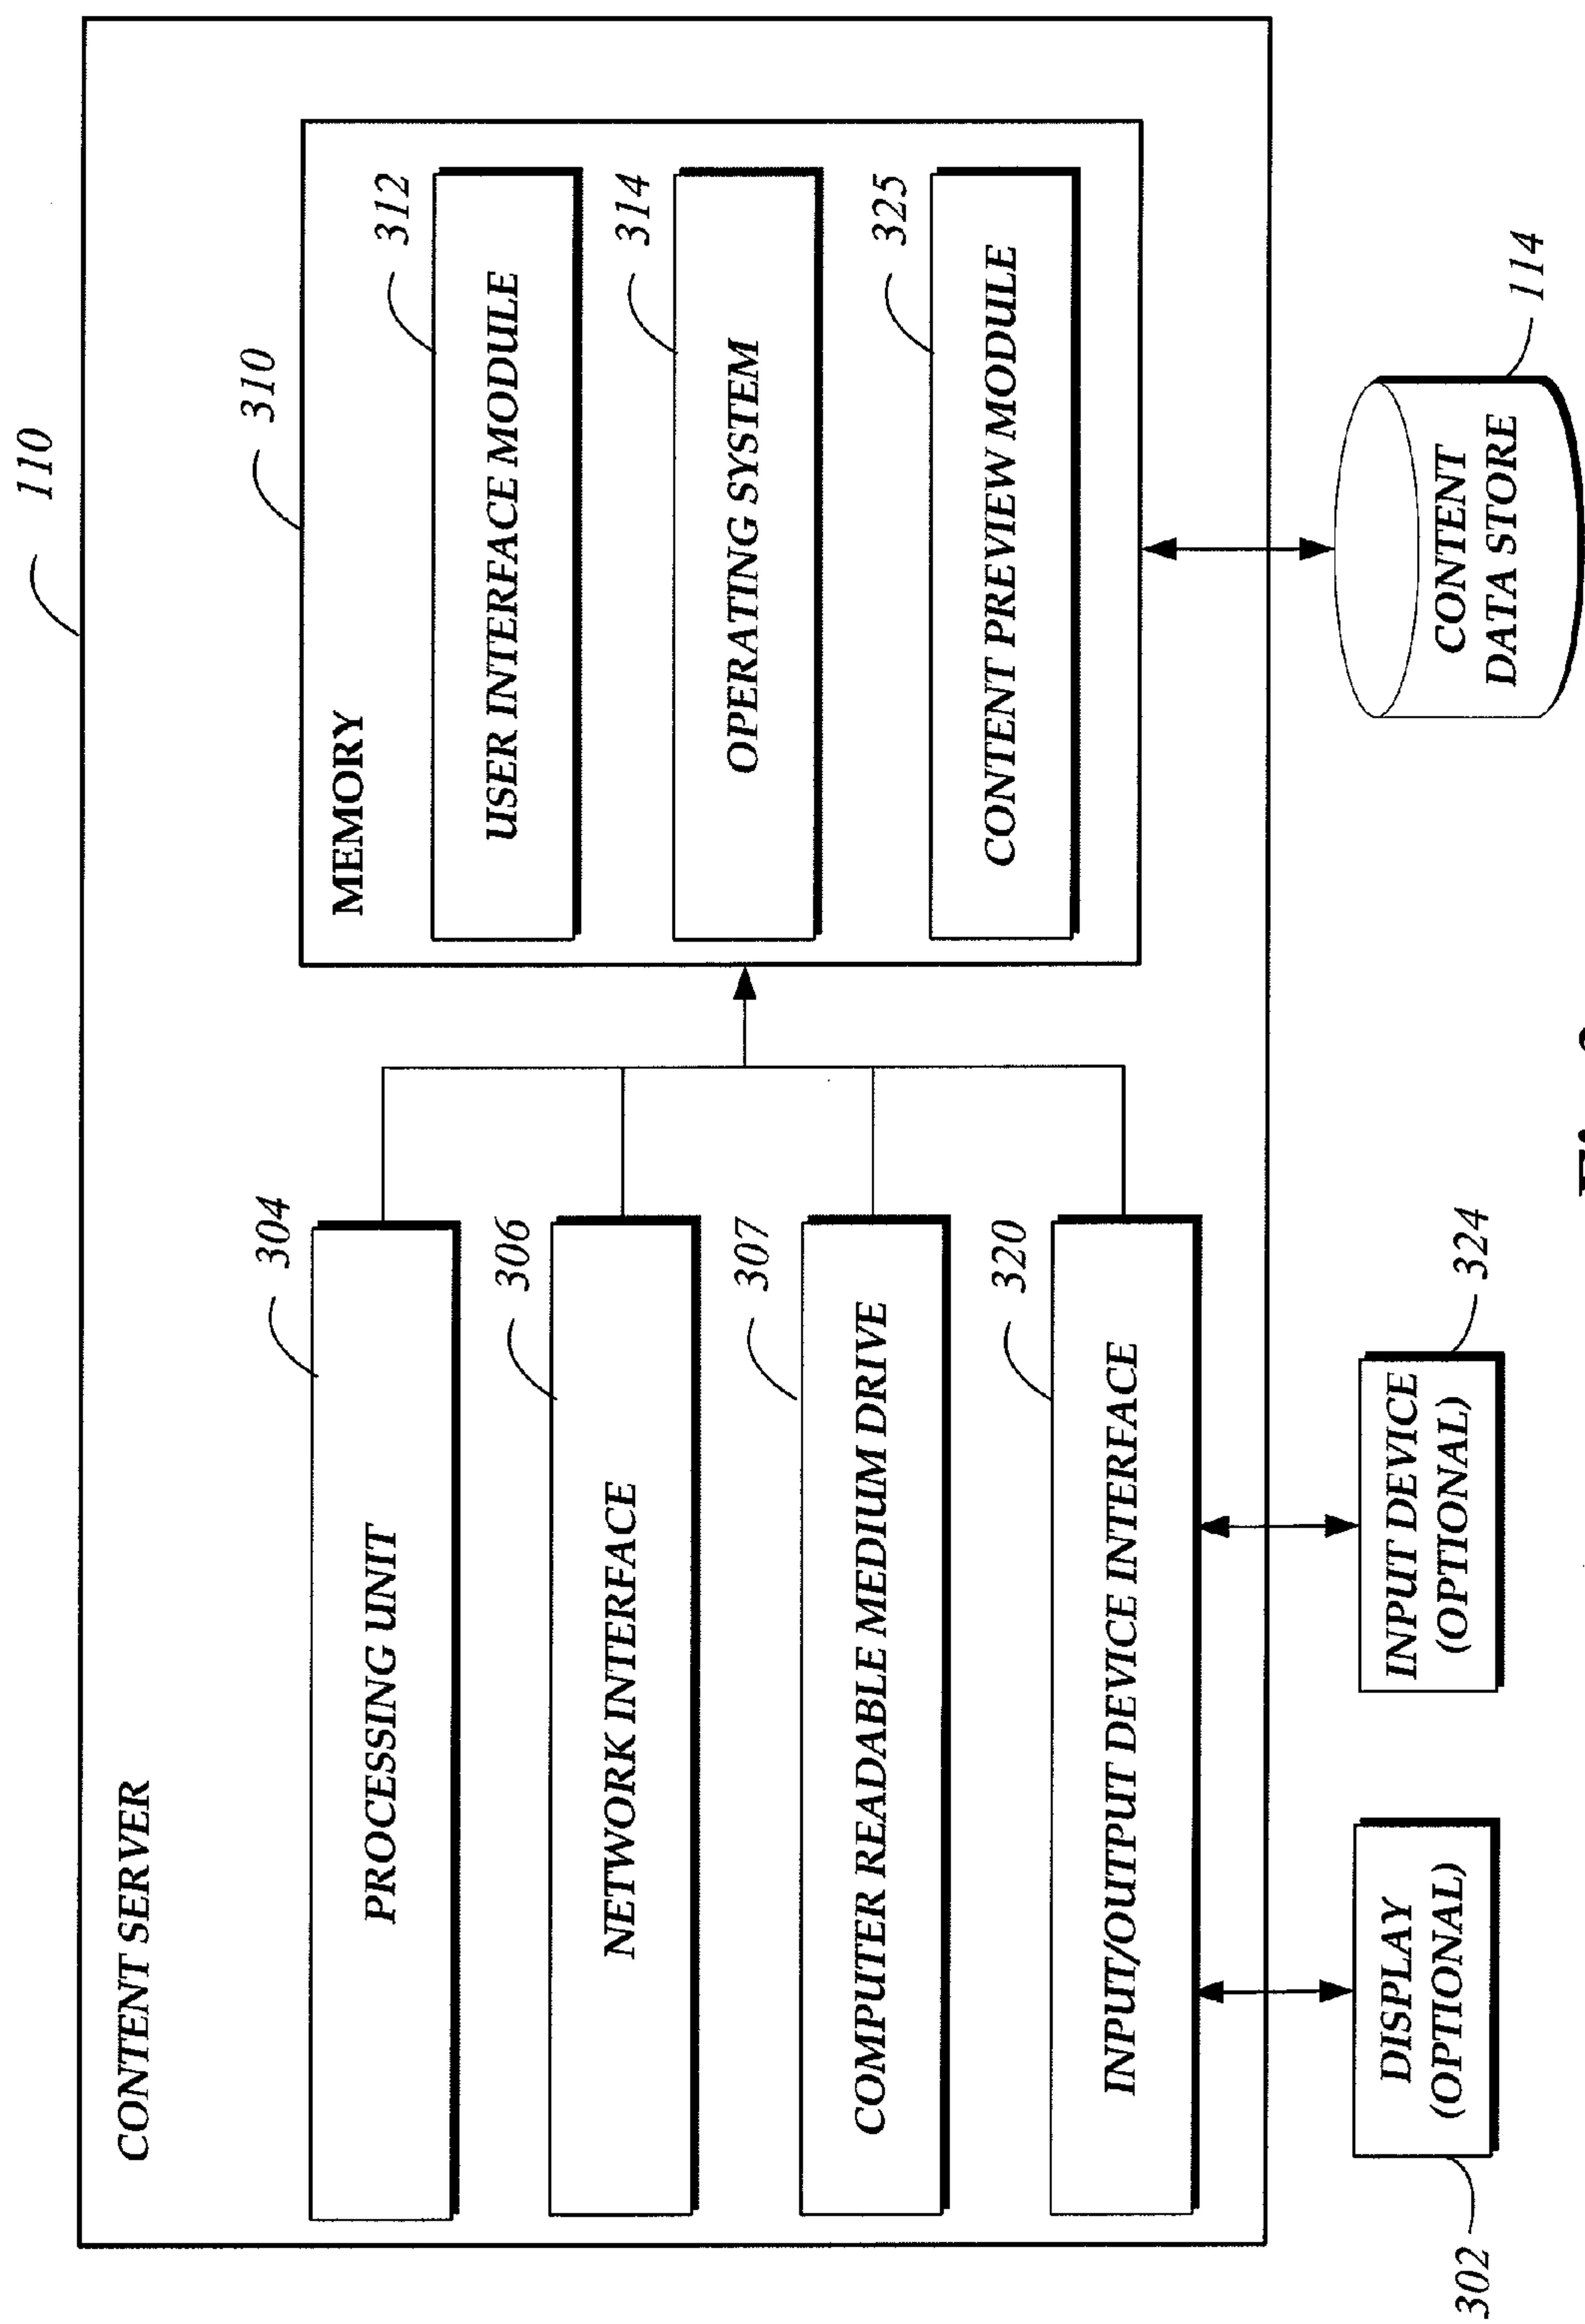 110
CONTENT SERVER
304
PROCESSING UNIT
306
NETWORK INTERFACE
307
COMPUTER READABLE MEDIUM DRIVE
320
INPUT/OUTPUT DEVICE INTERFACE
310
MEMORY
312
USER INTERFACE MODULE
314
OPERATING SYSTEM
325
CONTENT PREVIEW MODULE
302
DISPLAY
(OPTIONAL)
324
INPUT DEVICE
(OPTIONAL)
114
CONTENT
DATA STORE